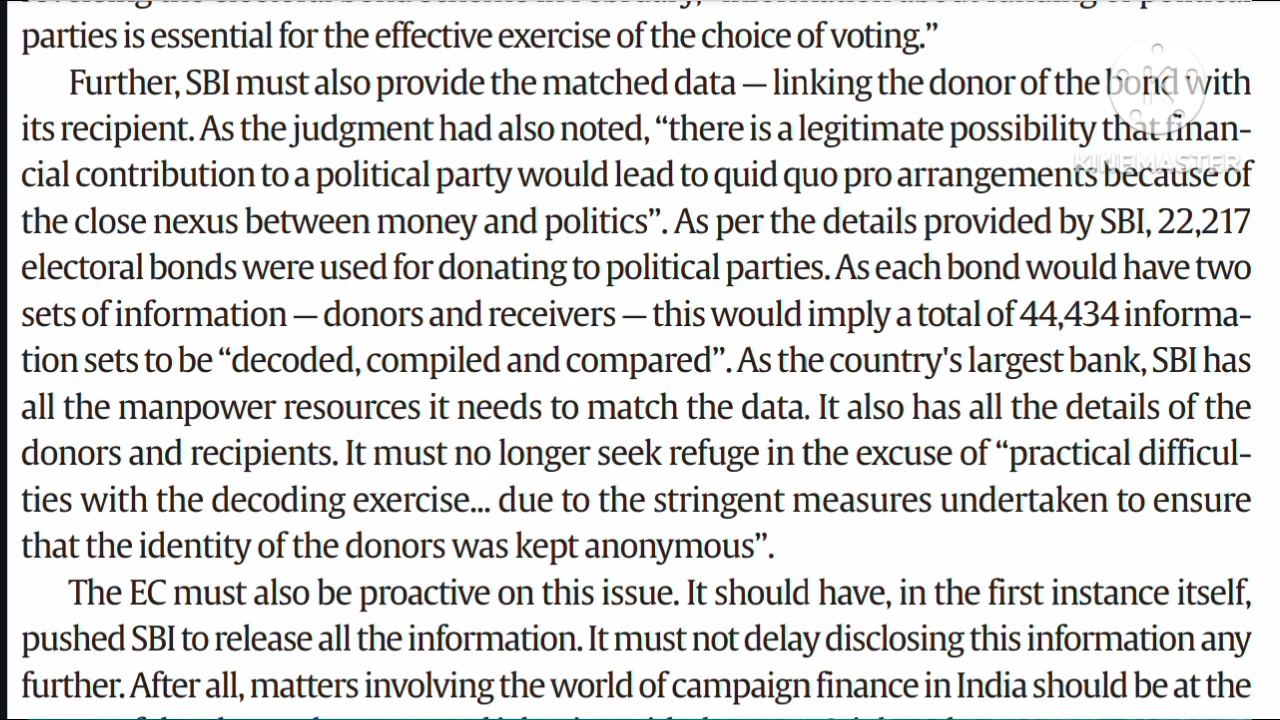 parties is essential for the effective exercise of the choice of voting.”
Further, SBI must also provide the matched data — linking the donor of the bond with
its recipient. As the judgment had also noted, “there is a legitimate possibility that finan-
cial contribution to a political party would lead to quid quo pro arrangements because of
the close nexus between money and politics”. As per the details provided by SBI, 22,217
electoral bonds were used for donating to political parties. As each bond would have two
sets of information — donors and receivers — this would imply a total of 44,434 informa-
tion sets to be “decoded, compiled and compared”. As the country's largest bank, SBI has
all the manpower resources it needs to match the data. It also has all the details of the
donors and recipients. It must no longer seek refuge in the excuse of “practical difficul-
ties with the decoding exercise... due to the stringent measures undertaken to ensure
that the identity of the donors was kept anonymous”.
The EC must also be proactive on this issue. It should have, in the first instance itself,
pushed SBI to release all the information. It must not delay disclosing this information any
further. After all, matters involving the world of campaign finance in India should be at the
KINEMASTER